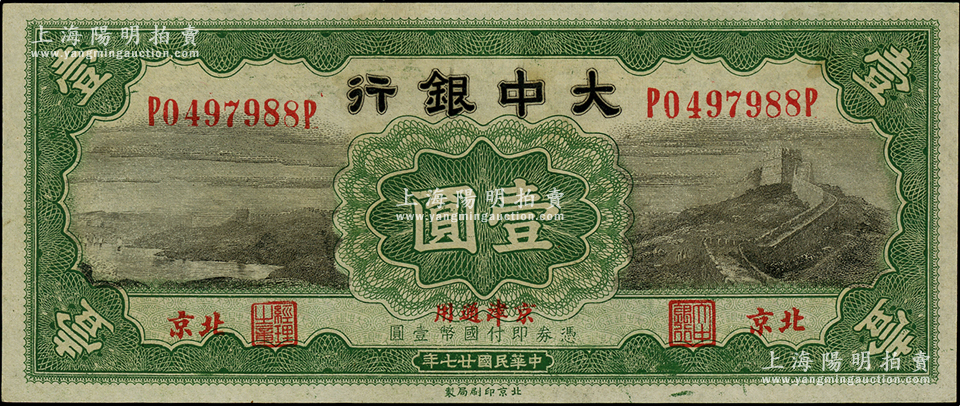 上海陽明拍賣
www.yangmingauction.com
壹
壹
大中銀行
P0497988P
P0497988P
上海陽明拍賣
www.yangmingauction.com
壹圓
京津通用
憑券即付國幣壹圓
北京
北京
經理
壹
壹
中華民國廿七年
北京印刷局製
上海陽明拍賣
www.yangmingauction.com